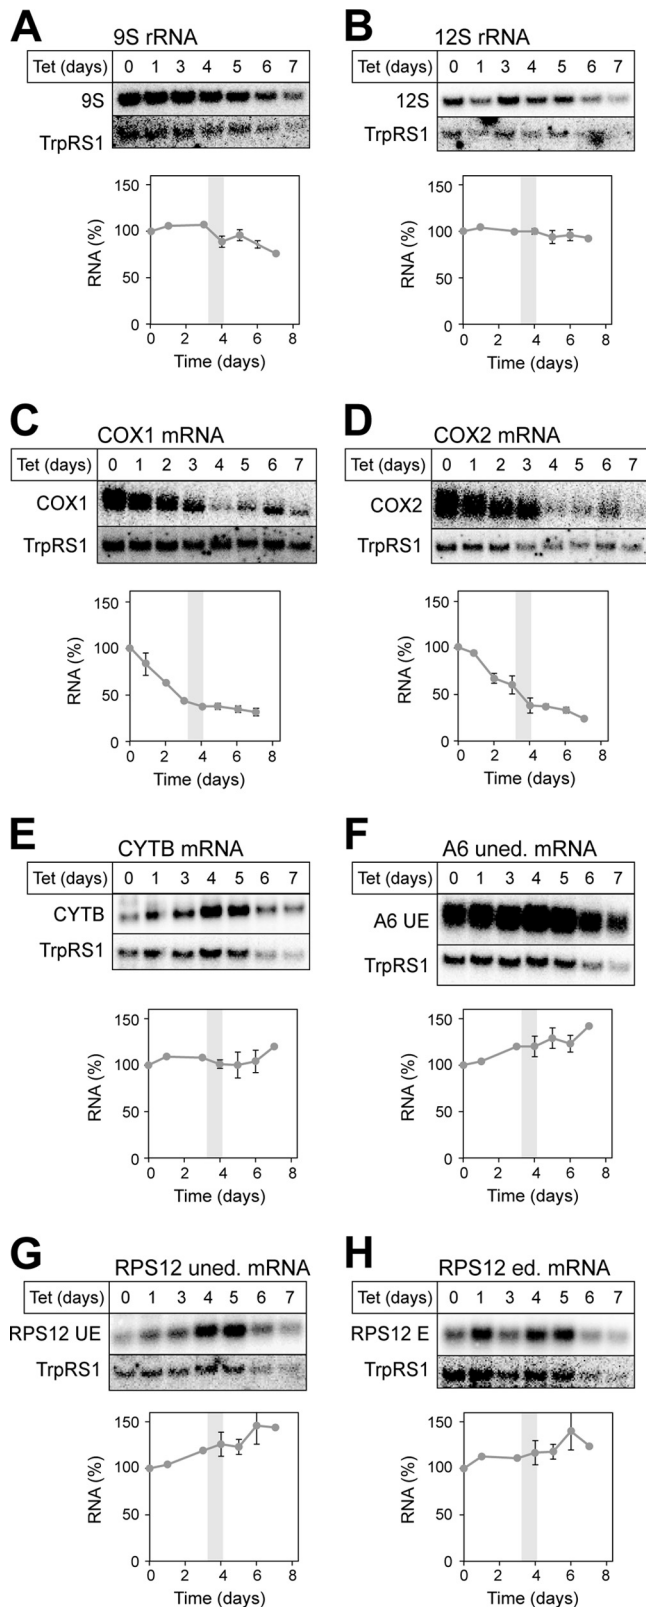 A
9S rRNA
Tet (days) 0 1 3 4 5 6 7
9S
TrpRS1
RNA (%)
150
100
50
0
0 2 4 6 8
Time (days)
B
12S rRNA
Tet (days) 0 1 3 4 5 6 7
12S
TrpRS1
RNA (%)
150
100
50
0
0 2 4 6 8
Time (days)
C
COX1 mRNA
Tet (days) 0 1 2 3 4 5 6 7
COX1
TrpRS1
RNA (%)
150
100
50
0
0 2 4 6 8
Time (days)
D
COX2 mRNA
Tet (days) 0 1 2 3 4 5 6 7
COX2
TrpRS1
RNA (%)
150
100
50
0
0 2 4 6 8
Time (days)
E
CYTB mRNA
Tet (days) 0 1 3 4 5 6 7
CYTB
TrpRS1
RNA (%)
150
100
50
0
0 2 4 6 8
Time (days)
F
A6 uned. mRNA
Tet (days) 0 1 3 4 5 6 7
A6 UE
TrpRS1
RNA (%)
150
100
50
0
0 2 4 6 8
Time (days)
G
RPS12 uned. mRNA
Tet (days) 0 1 3 4 5 6 7
RPS12 UE
TrpRS1
RNA (%)
150
100
50
0
0 2 4 6 8
Time (days)
H
RPS12 ed. mRNA
Tet (days) 0 1 3 4 5 6 7
RPS12 E
TrpRS1
RNA (%)
150
100
50
0
0 2 4 6 8
Time (days)